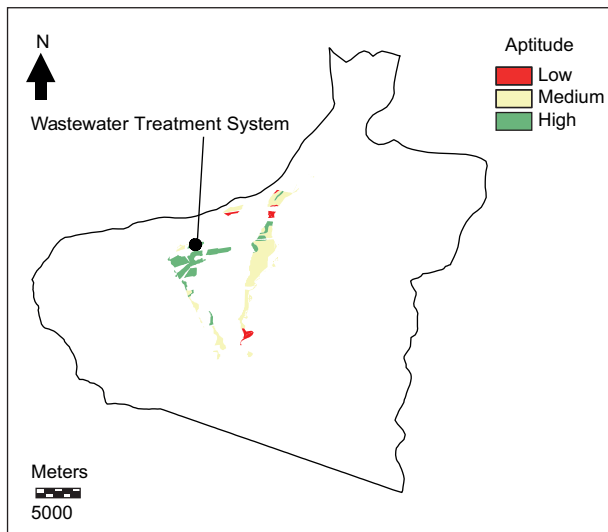 N
Wastewater Treatment System
Aptitude
Low
Medium
High
Meters
5000